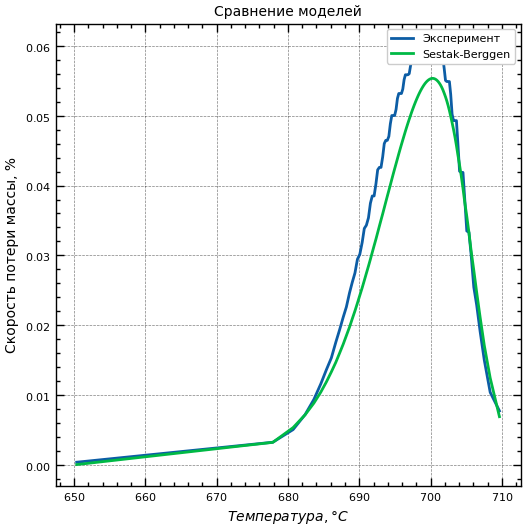 Сравнение моделей
Эксперимент
Sestak-Berggen
Скорость потери массы, %
0.06
0.05
0.04
0.03
0.02
0.01
0.00
650 660 670 680 690 700 710
Температура, °C